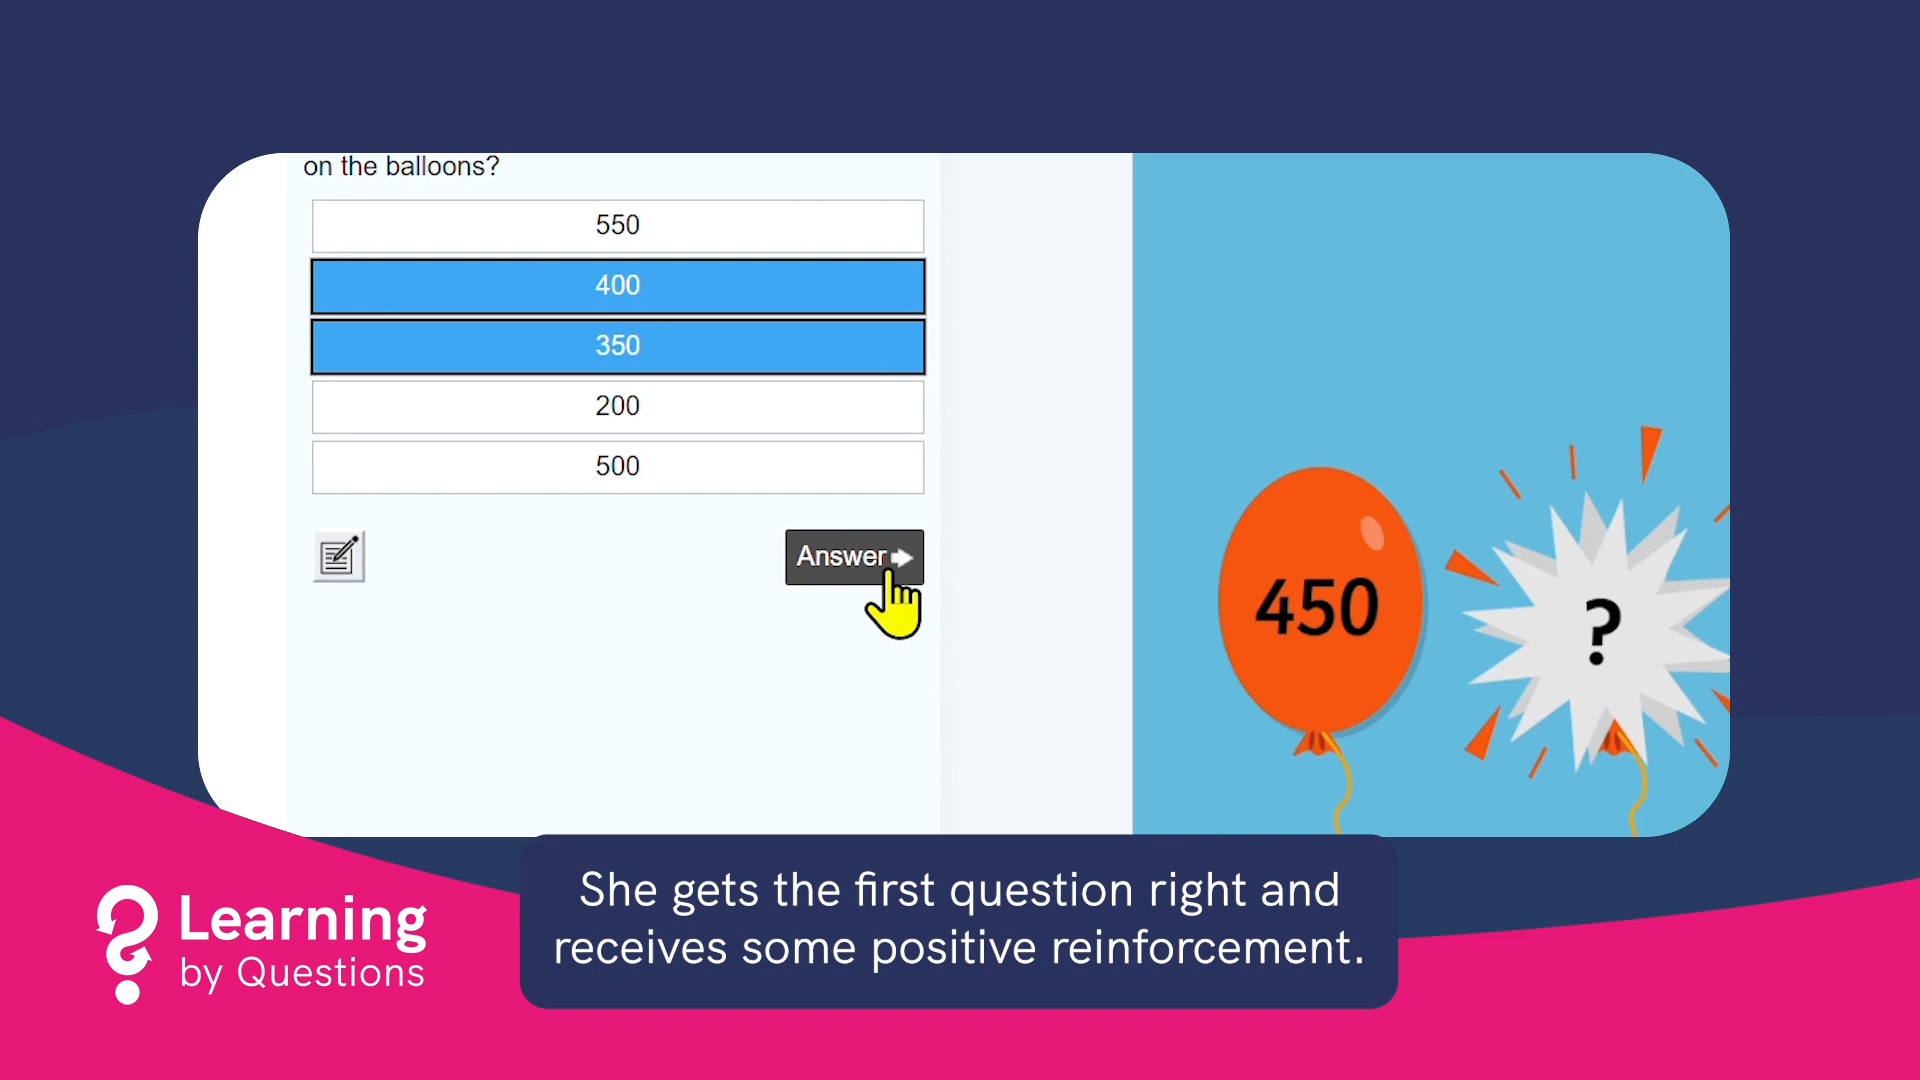 on the balloons?
550
400
350
200
500
Answer
450
?
She gets the first question right and
receives some positive reinforcement.
Learning
by Questions